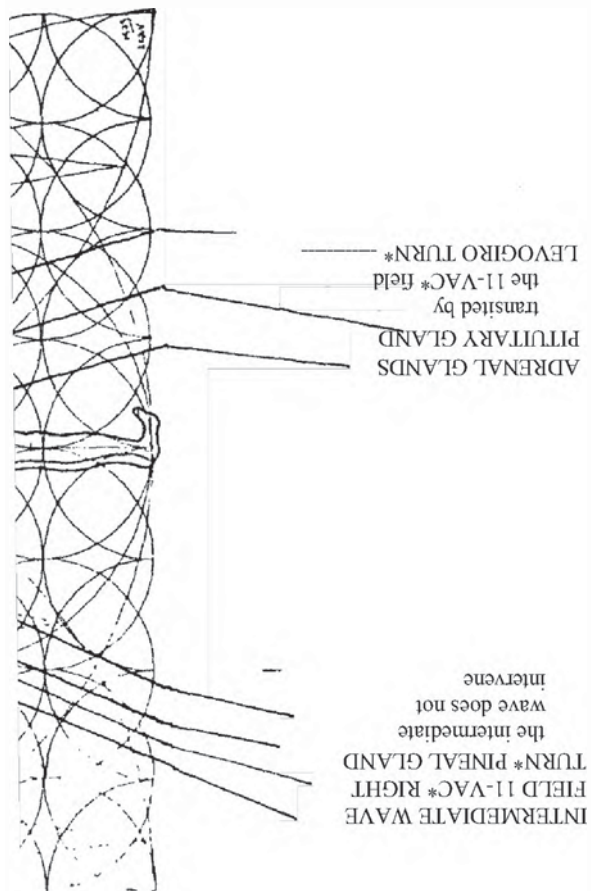 INTERMEDIATE WAVE
FIELD 11-VAC* RIGHT
TURN* PINEAL GLAND
the intermediate
wave does not
intervene
ADRENAL GLANDS
PITUITARY GLAND
transited by
the 11-VAC* field
LEVOGIRO TURN*